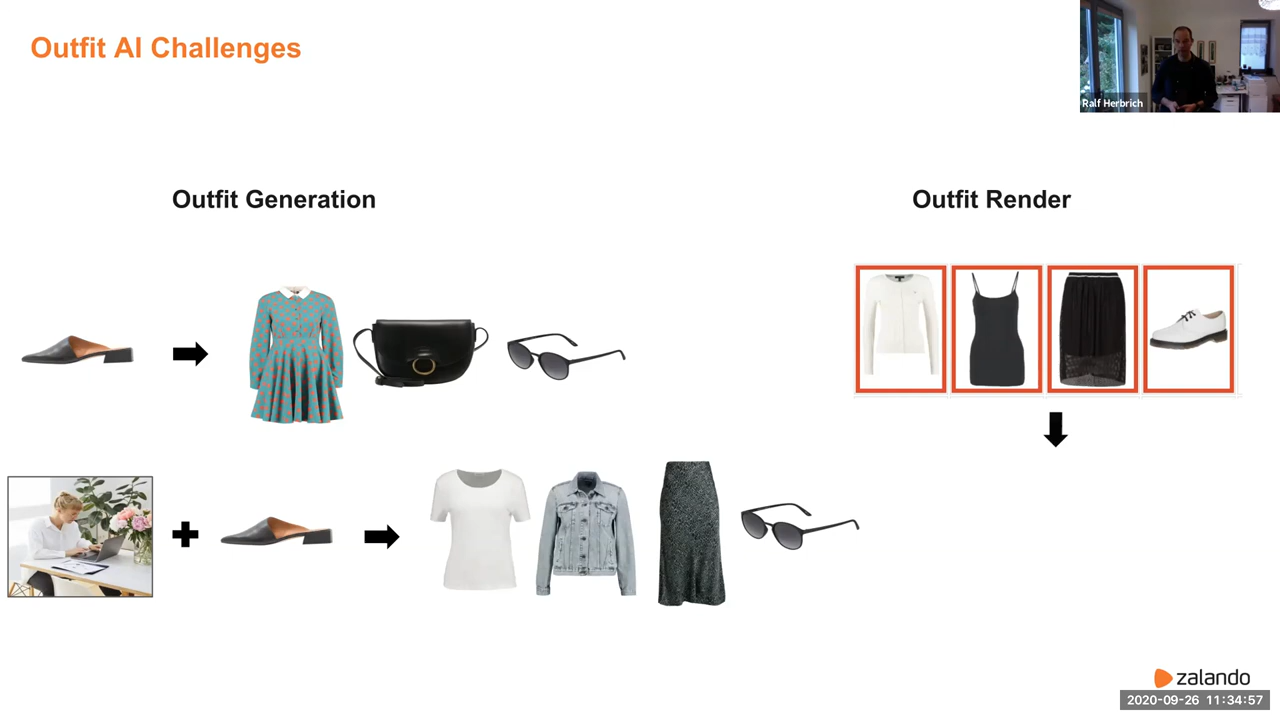 Outfit AI Challenges
Ralf Herbrich
Outfit Generation
Outfit Render
zalando
2020-09-26 11:34:57